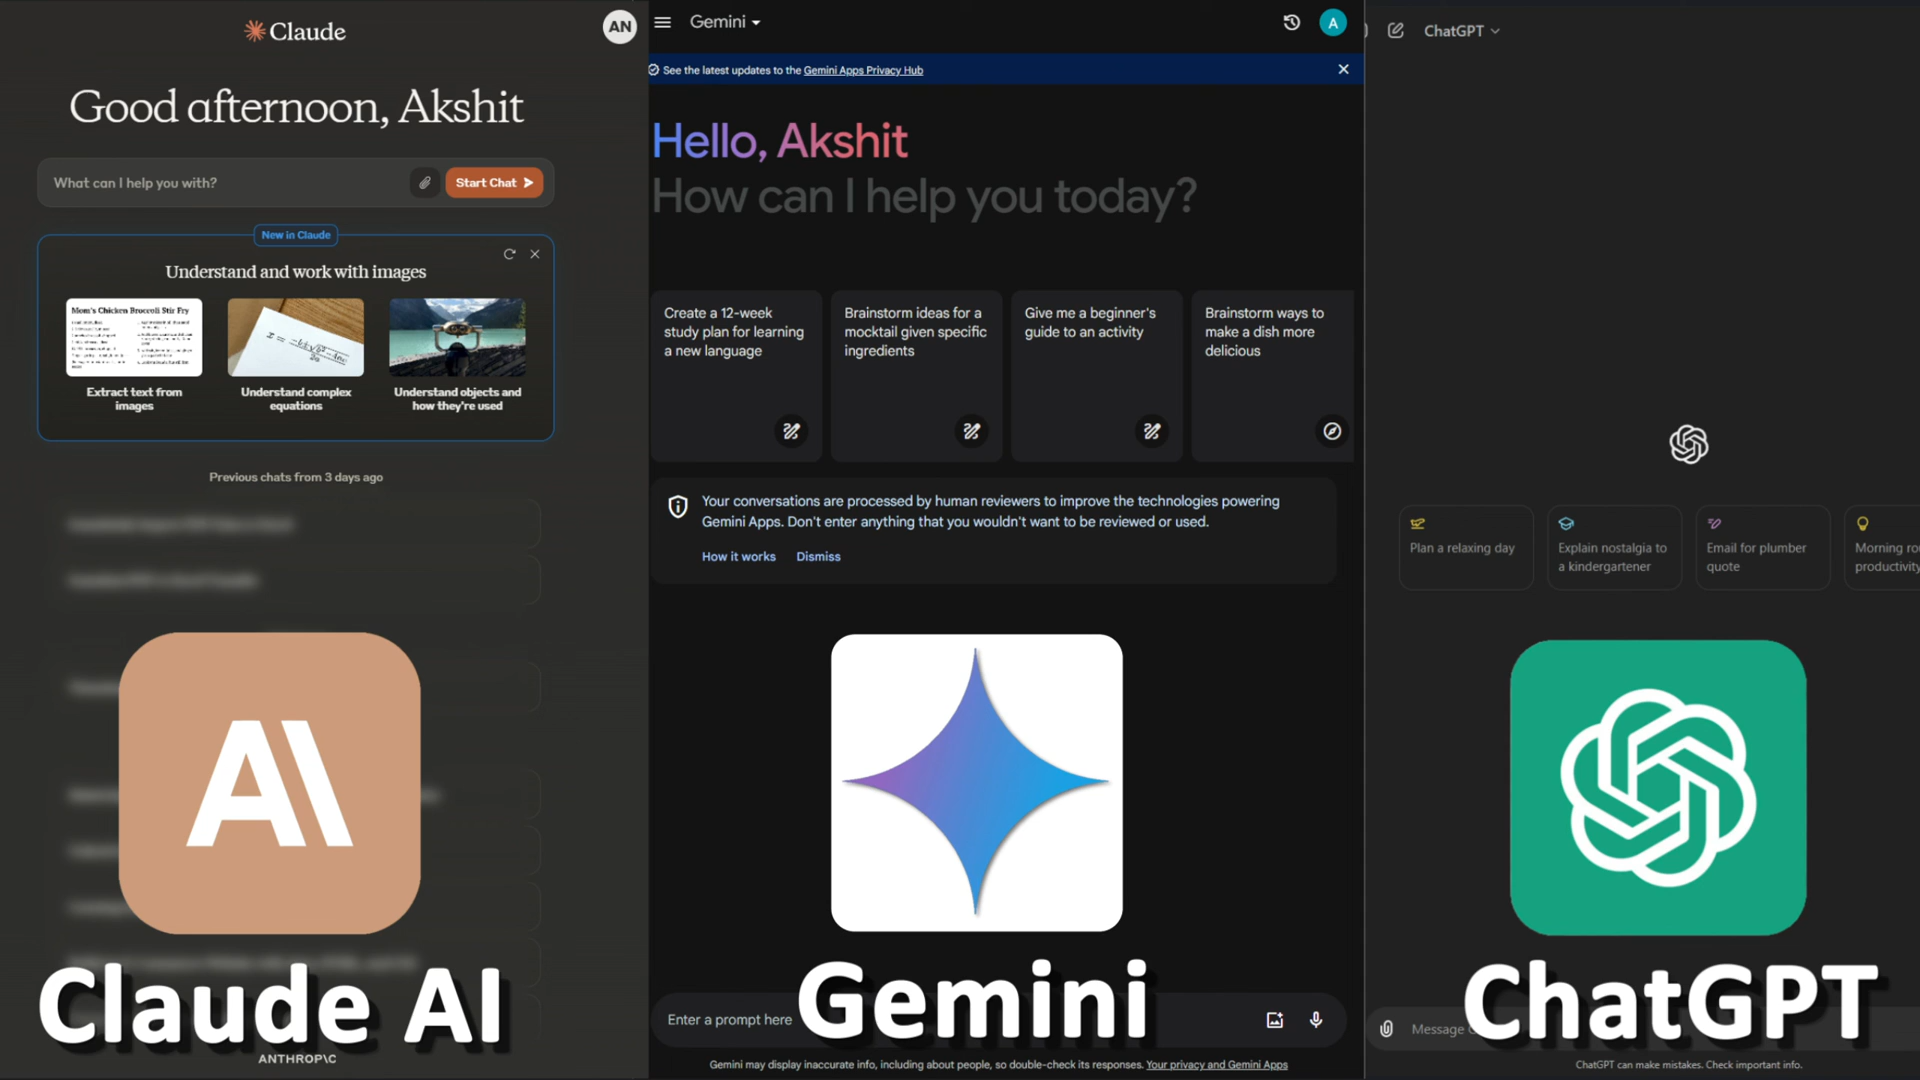 Claude
AN
Good afternoon, Akshit
What can I help you with?
Start Chat
New in Claude
Understand and work with images
Mom's Chicken Broccoli Stir Fry
Extract text from
images
Understand complex
equations
Understand objects and
how they're used
Previous chats from 3 days ago
AI
Claude AI
ANTHROP\C
Gemini
A
See the latest updates to the Gemini Apps Privacy Hub
Hello, Akshit
How can I help you today?
Create a 12-week
study plan for learning
a new language
Brainstorm ideas for a
mocktail given specific
ingredients
Give me a beginner's
guide to an activity
Brainstorm ways to
make a dish more
delicious
Your conversations are processed by human reviewers to improve the technologies powering
Gemini Apps. Don't enter anything that you wouldn't want to be reviewed or used.
How it works Dismiss
Enter a prompt here
Gemini
Gemini may display inaccurate info, including about people, so double-check its responses. Your privacy and Gemini Apps
ChatGPT
Plan a relaxing day
Explain nostalgia to
a kindergartener
Email for plumber
quote
Morning
productivity
Message
ChatGPT
ChatGPT can make mistakes. Check important info.